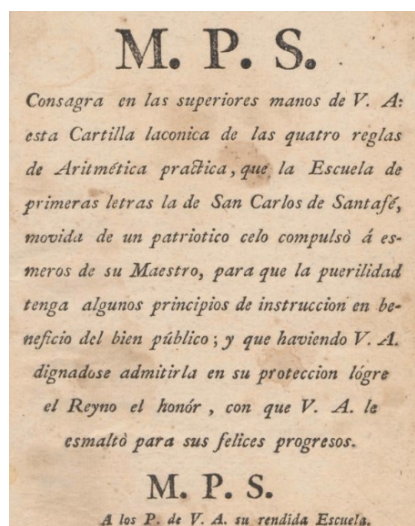 M. P. S.
Consagra en las superiores manos de V. A:
esta Cartilla laconica de las quatro reglas
de Aritmética practica, que la Escuela de
primeras letras la de San Carlos de Santafé,
movida de un patriotico celo compulsò á es-
meros de su Maestro, para que la puerilidad
tenga algunos principios de instruccion en be-
neficio del bien público; y que haviendo V. A.
dignadose admitirla en su proteccion lógre
el Reyno el honór, con que V. A. le
esmaltò para sus felices progresos.
M. P. S.
A los P. de V. A. su rendida Escuela.